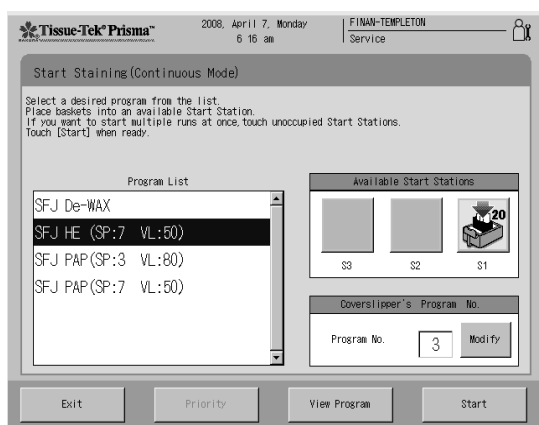 Tissue-Tek® Prisma™
2008, April 7, Monday
6 16 am
FINAN-TEMPLETON
Service
Start Staining(Continuous Mode)
Select a desired program from the list.
Place baskets into an available Start Station.
If you want to start multiple runs at once, touch unoccupied Start Stations.
Touch [Start] when ready.
Program List
SFJ De-WAX
SFJ HE (SP:7 VL:50)
SFJ PAP(SP:3 VL:80)
SFJ PAP(SP:7 VL:50)
Available Start Stations
20
S3 S2 S1
Coverslipper's Program No.
Program No. 3 Modify
Exit Priority View Program Start